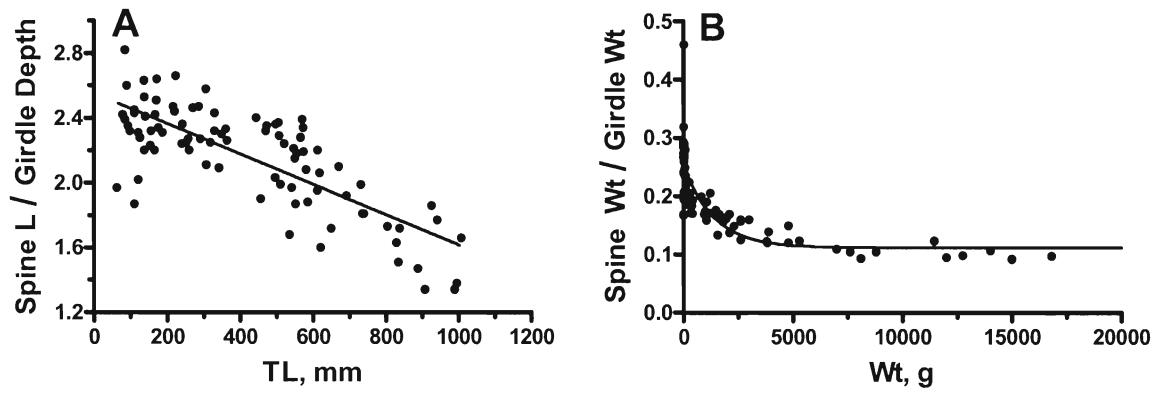 A
Spine L / Girdle Depth
2.8
2.4
2.0
1.6
1.2
0 200 400 600 800 1000 1200
TL, mm
B
Spine Wt / Girdle Wt
0.5
0.4
0.3
0.2
0.1
0.0
0 5000 10000 15000 20000
Wt, g